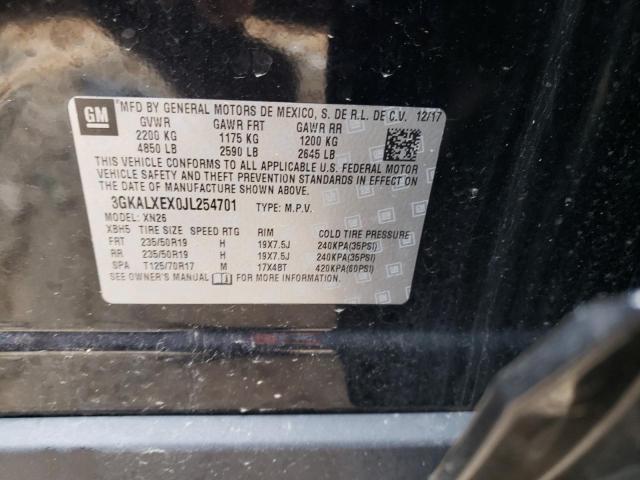 GM MFD BY GENERAL MOTORS DE MEXICO, S. DE R.L. DE C.V. 12/17
GVWR GAWR FRT GAWR RR
2200 KG 1175 KG 1200 KG
4850 LB 2590 LB 2645 LB
THIS VEHICLE CONFORMS TO ALL APPLICABLE U.S. FEDERAL MOTOR
VEHICLE SAFETY AND THEFT PREVENTION STANDARDS IN EFFECT ON
THE DATE OF MANUFACTURE SHOWN ABOVE.
3GKALXEX0JL254701 TYPE: M.P.V.
MODEL: XN26
XBH5 TIRE SIZE SPEED RTG RIM COLD TIRE PRESSURE
FRT 235/50R19 H 19X7.5J 240KPA(35PSI)
RR 235/50R19 H 19X7.5J 240KPA(35PSI)
SPA T125/70R17 M 17X4BT 420KPA(60PSI)
SEE OWNER'S MANUAL FOR MORE INFORMATION.